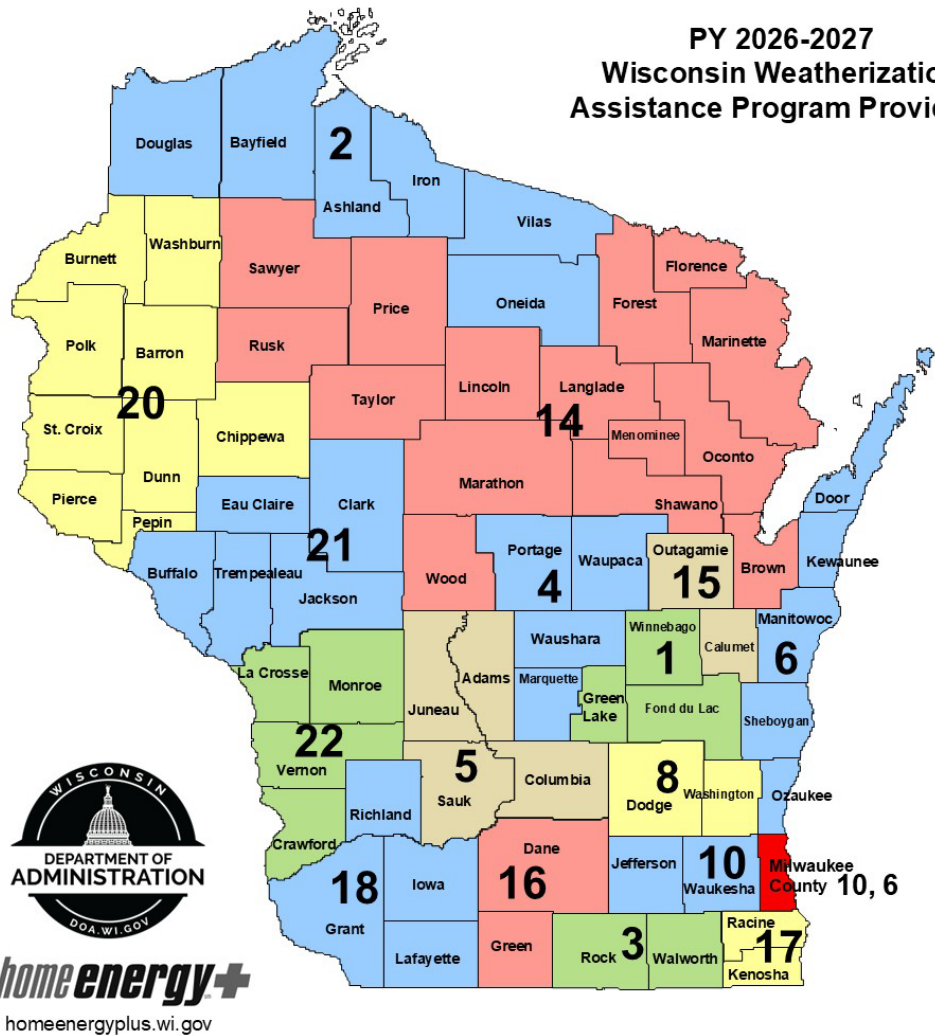 PY 2026-2027
Wisconsin Weatherizatio
Assistance Program Provid
Douglas
Bayfield
2
Ashland
Iron
Vilas
Burnett
Washburn
Sawyer
Price
Oneida
Forest
Florence
Marinette
Polk
Barron
Rusk
20
Taylor
Lincoln
Langlade
14
St. Croix
Dunn
Chippewa
Menominee
Oconto
Marathon
Shawano
Pierce
Pepin
Eau Claire
Clark
21
Door
Buffalo
Trempealeau
Jackson
Wood
Portage
4
Waupaca
Outagamie
15
Brown
Kewaunee
Waushara
Winnebago
1
Calumet
Manitowoc
6
La Crosse
Monroe
Juneau
Adams
Marquette
Green
Lake
Fond du Lac
Sheboygan
22
Vernon
5
Sauk
Columbia
8
Dodge
Washington
Ozaukee
Crawford
Richland
18
Grant
Iowa
Lafayette
Dane
16
Green
Jefferson
10
Waukesha
Milwaukee
County 10, 6
Rock
3
Walworth
Racine
17
Kenosha
WISCONSIN
DEPARTMENT OF
ADMINISTRATION
DOA.WI.GOV
home energy+
homeenergyplus.wi.gov